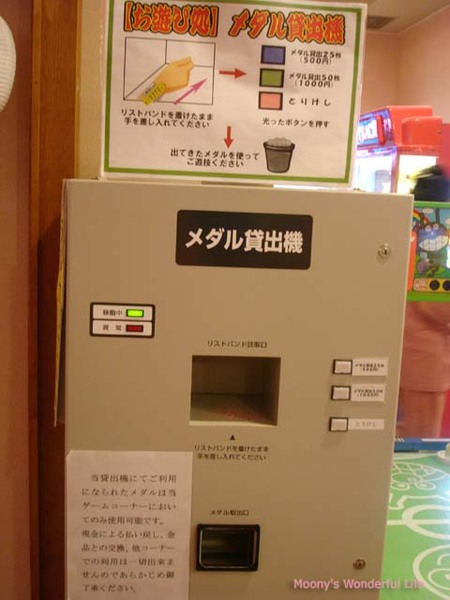 【お遊び処】 メダル貸出機
メダル貸出25枚
(500円)
メダル貸出50枚
(1000円)
とりけし
リストバンドを着けたまま
手を差し入れてください
光ったボタンを押す
出てきたメダルを使って
ご遊技ください
メダル貸出機
稼動中
異常
リストバンド読取口
とりけし
▲
リストバンドを着けたまま
手を差し入れてください
メダル取出口
当貸出機にてご利用
になられたメダルは当
ゲームコーナーにおい
てのみ使用可能です。
現金による払い戻し、金
品との交換、他コーナー
での利用は一切出来ま
せんのであらかじめ御
了承ください。
Moony's Wonderful Life